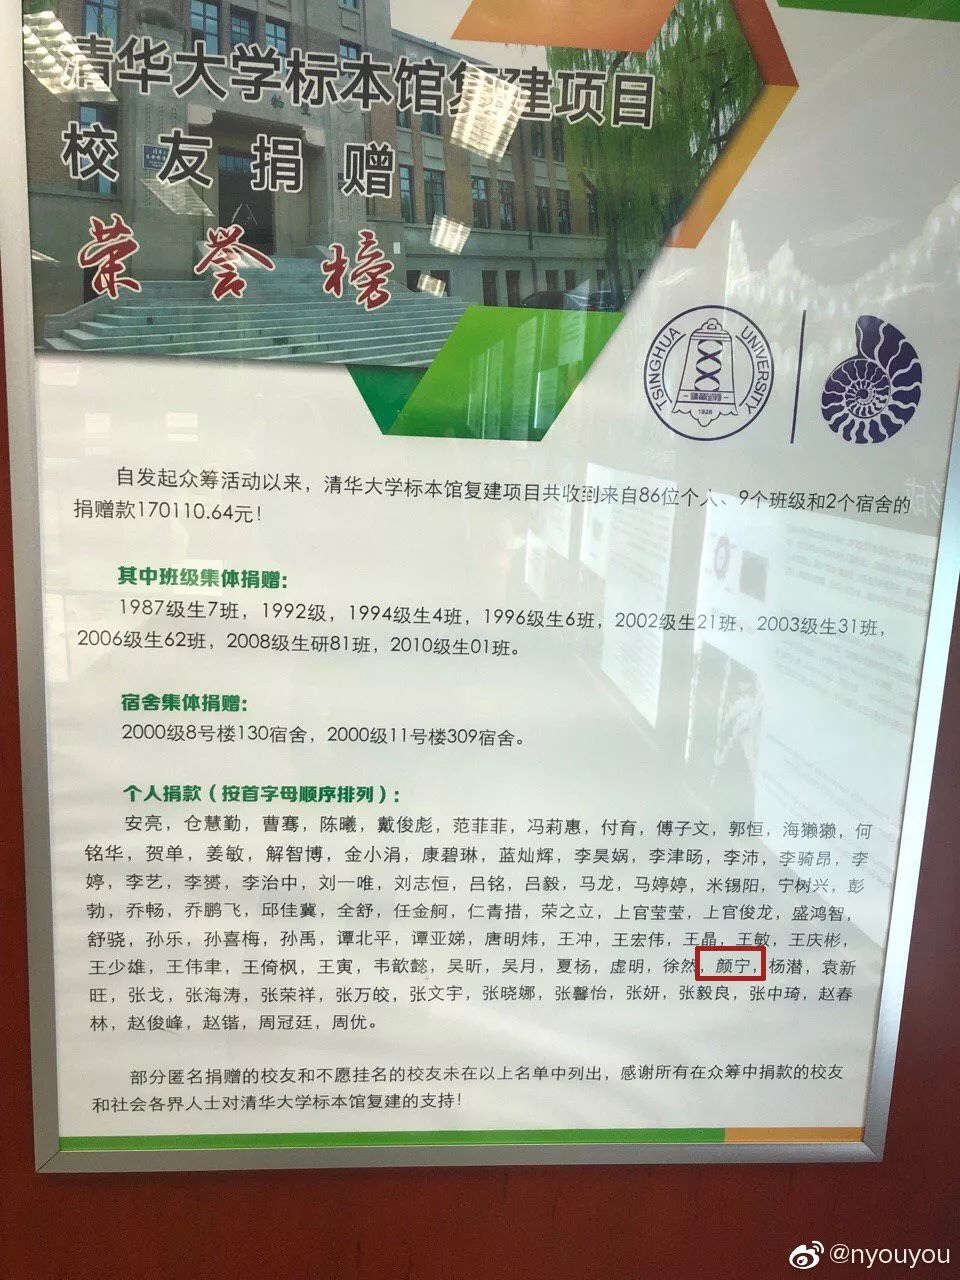 清华大学标本馆复建项目
校友捐赠
荣誉榜
TSINGHUA UNIVERSITY
1926
自发起众筹活动以来，清华大学标本馆复建项目共收到来自86位个人、9个班级和2个宿舍的
捐赠款170110.64元！
其中班级集体捐赠：
1987级生7班，1992级，1994级生4班，1996级生6班，2002级生21班，2003级生31班，
2006级生62班，2008级生研81班，2010级生01班。
宿舍集体捐赠：
2000级8号楼130宿舍，2000级11号楼309宿舍。
个人捐款（按首字母顺序排列）：
安亮，仓慧勤，曹骞，陈曦，戴俊彪，范菲菲，冯莉惠，付育，傅子文，郭恒，海獭獭，何
铭华，贺单，姜敏，解智博，金小涓，康碧琳，蓝灿辉，李昊娲，李津旸，李沛，李骑昂，李
婷，李艺，李赟，李治中，刘一唯，刘志恒，吕铭，吕毅，马龙，马婷婷，米锡阳，宁树兴，彭
勃，乔畅，乔鹏飞，邱佳冀，全舒，任金舸，仁青措，荣之立，上官莹莹，上官俊龙，盛鸿智，
舒骁，孙乐，孙喜梅，孙禹，谭北平，谭亚娣，唐明炜，王冲，王宏伟，王晶，王敏，王庆彬，
王少雄，王伟聿，王倚枫，王寅，韦歆懿，吴昕，吴月，夏杨，虚明，徐然，颜宁，杨潜，袁新
旺，张戈，张海涛，张荣祥，张万皎，张文宇，张晓娜，张馨怡，张妍，张毅良，张中琦，赵春
林，赵俊峰，赵锴，周冠廷，周优。
部分匿名捐赠的校友和不愿挂名的校友未在以上名单中列出，感谢所有在众筹中捐款的校友
和社会各界人士对清华大学标本馆复建的支持！
@nyouyou